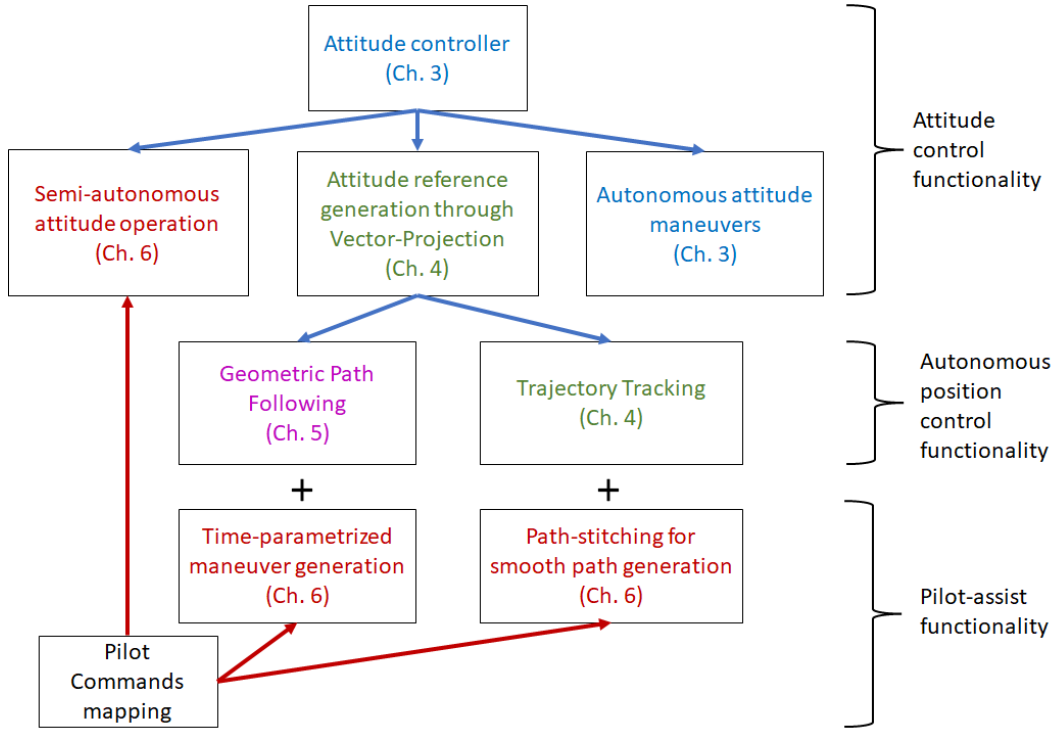 Attitude controller
(Ch. 3)
Attitude
control
functionality
Semi-autonomous
attitude operation
(Ch. 6)
Attitude reference
generation through
Vector-Projection
(Ch. 4)
Autonomous attitude
maneuvers
(Ch. 3)
Geometric Path
Following
(Ch. 5)
Trajectory Tracking
(Ch. 4)
Autonomous
position
control
functionality
+
+
Time-parametrized
maneuver generation
(Ch. 6)
Path-stitching for
smooth path generation
(Ch. 6)
Pilot-assist
functionality
Pilot
Commands
mapping